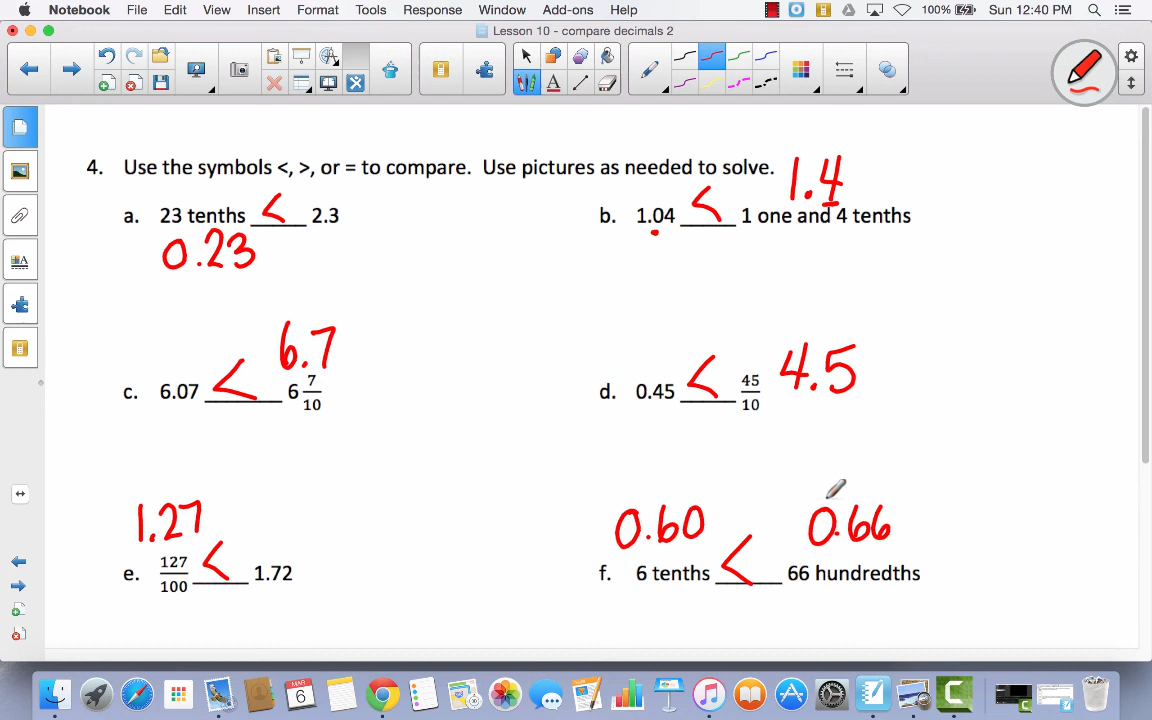 Notebook File Edit View Insert Format Tools Response Window Add-ons Help 100% Sun 12:40 PM
Lesson 10 - compare decimals 2
4. Use the symbols <, >, or = to compare. Use pictures as needed to solve.
1.4
a. 23 tenths < 2.3
b. 1.04 < 1 one and 4 tenths
0.23
6.7
c. 6.07 < 6 7/10
d. 0.45 < 45/10 4.5
1.27
0.60 0.66
e. 127/100 < 1.72
f. 6 tenths < 66 hundredths
MAR
6